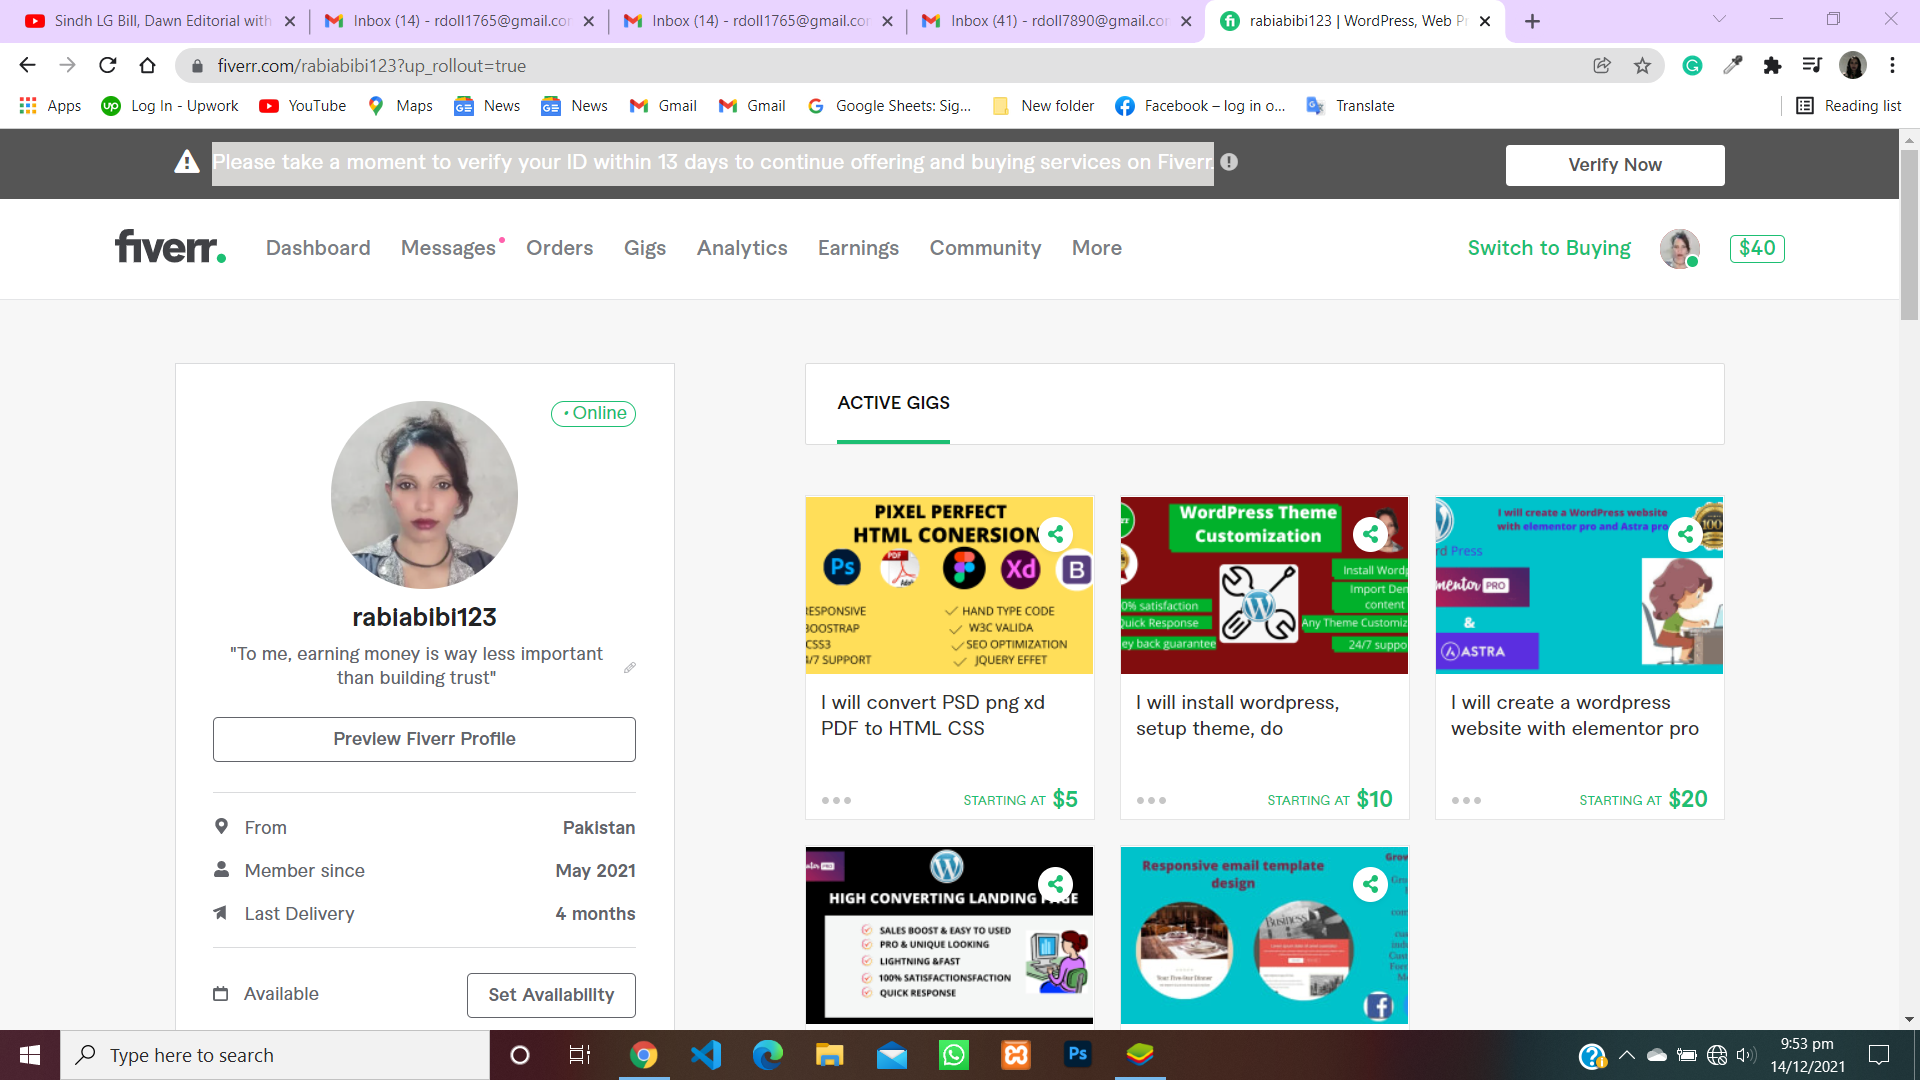 Sindh LG Bill, Dawn Editorial with
Inbox (14) - rdoll1765@gmail.co
Inbox (14) - rdoll1765@gmail.co
Inbox (41) - rdoll7890@gmail.co
rabiabibi123 | WordPress, Web P
fiverr.com/rabiabibi123?up_rollout=true
Apps
Log In - Upwork
YouTube
Maps
News
News
Gmail
Gmail
Google Sheets: Sig...
New folder
Facebook – log in o...
Translate
Reading list
Please take a moment to verify your ID within 13 days to continue offering and buying services on Fiverr.
Verify Now
fiverr.
Dashboard
Messages
Orders
Gigs
Analytics
Earnings
Community
More
Switch to Buying
$40
• Online
rabiabibi123
"To me, earning money is way less important
than building trust"
Preview Fiverr Profile
From Pakistan
Member since May 2021
Last Delivery 4 months
Available
Set Availability
ACTIVE GIGS
PIXEL PERFECT
HTML CONERSION
Ps
PDF
Xd
B
RESPONSIVE
BOOSTRAP
CSS3
4/7 SUPPORT
HAND TYPE CODE
W3C VALIDA
SEO OPTIMIZATION
JQUERY EFFET
I will convert PSD png xd
PDF to HTML CSS
STARTING AT $5
WordPress Theme
Customization
Install Wordp
Import Den
content
0% satisfaction
Quick Response
Any Theme Customiz
ey back guarantee
24/7 suppo
I will install wordpress,
setup theme, do
STARTING AT $10
I will create a WordPress website
with elementor pro and Astra pro
100
rd Press
mentor PRO
&
ASTRA
I will create a wordpress
website with elementor pro
STARTING AT $20
PRO
HIGH CONVERTING LANDING PAGE
SALES BOOST & EASY TO USED
PRO & UNIQUE LOOKING
LIGHTNING &FAST
100% SATISFACTIONSFACTION
QUICK RESPONSE
Responsive email template
design
Grow
Your Five-Star Dinner
Business
Type here to search
Ps
9:53 pm
14/12/2021